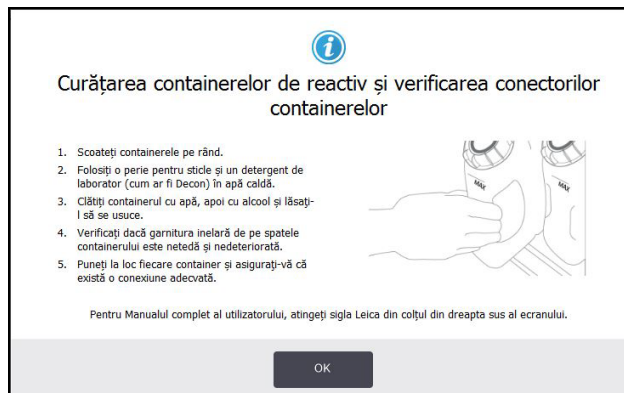 Curățarea containerelor de reactiv și verificarea conectorilor
containerelor
1. Scoateți containerele pe rând.
2. Folosiți o perie pentru sticle și un detergent de
laborator (cum ar fi Decon) în apă caldă.
3. Clătiți containerul cu apă, apoi cu alcool și lăsați-
l să se usuce.
4. Verificați dacă garnitura inelară de pe spatele
containerului este netedă și nedeteriorată.
5. Puneți la loc fiecare container și asigurați-vă că
există o conexiune adecvată.
MAX
MAX
Pentru Manualul complet al utilizatorului, atingeți sigla Leica din colțul din dreapta sus al ecranului.
OK